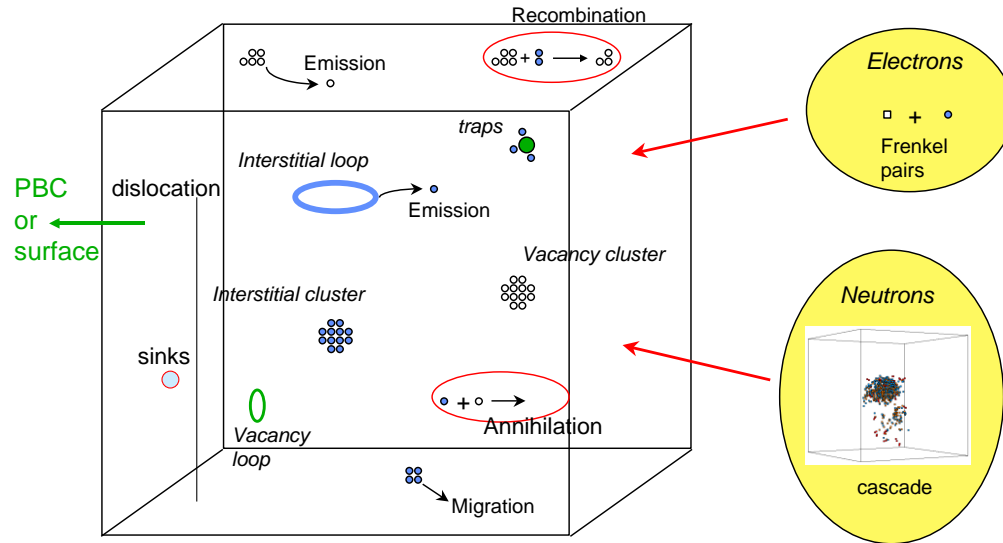 Recombination
Emission
Electrons
+
traps
+
Interstitial loop
Frenkel
pairs
dislocation
PBC
or
surface
Emission
Vacancy cluster
Interstitial cluster
Neutrons
sinks
+
Annihilation
Vacancy
loop
cascade
Migration